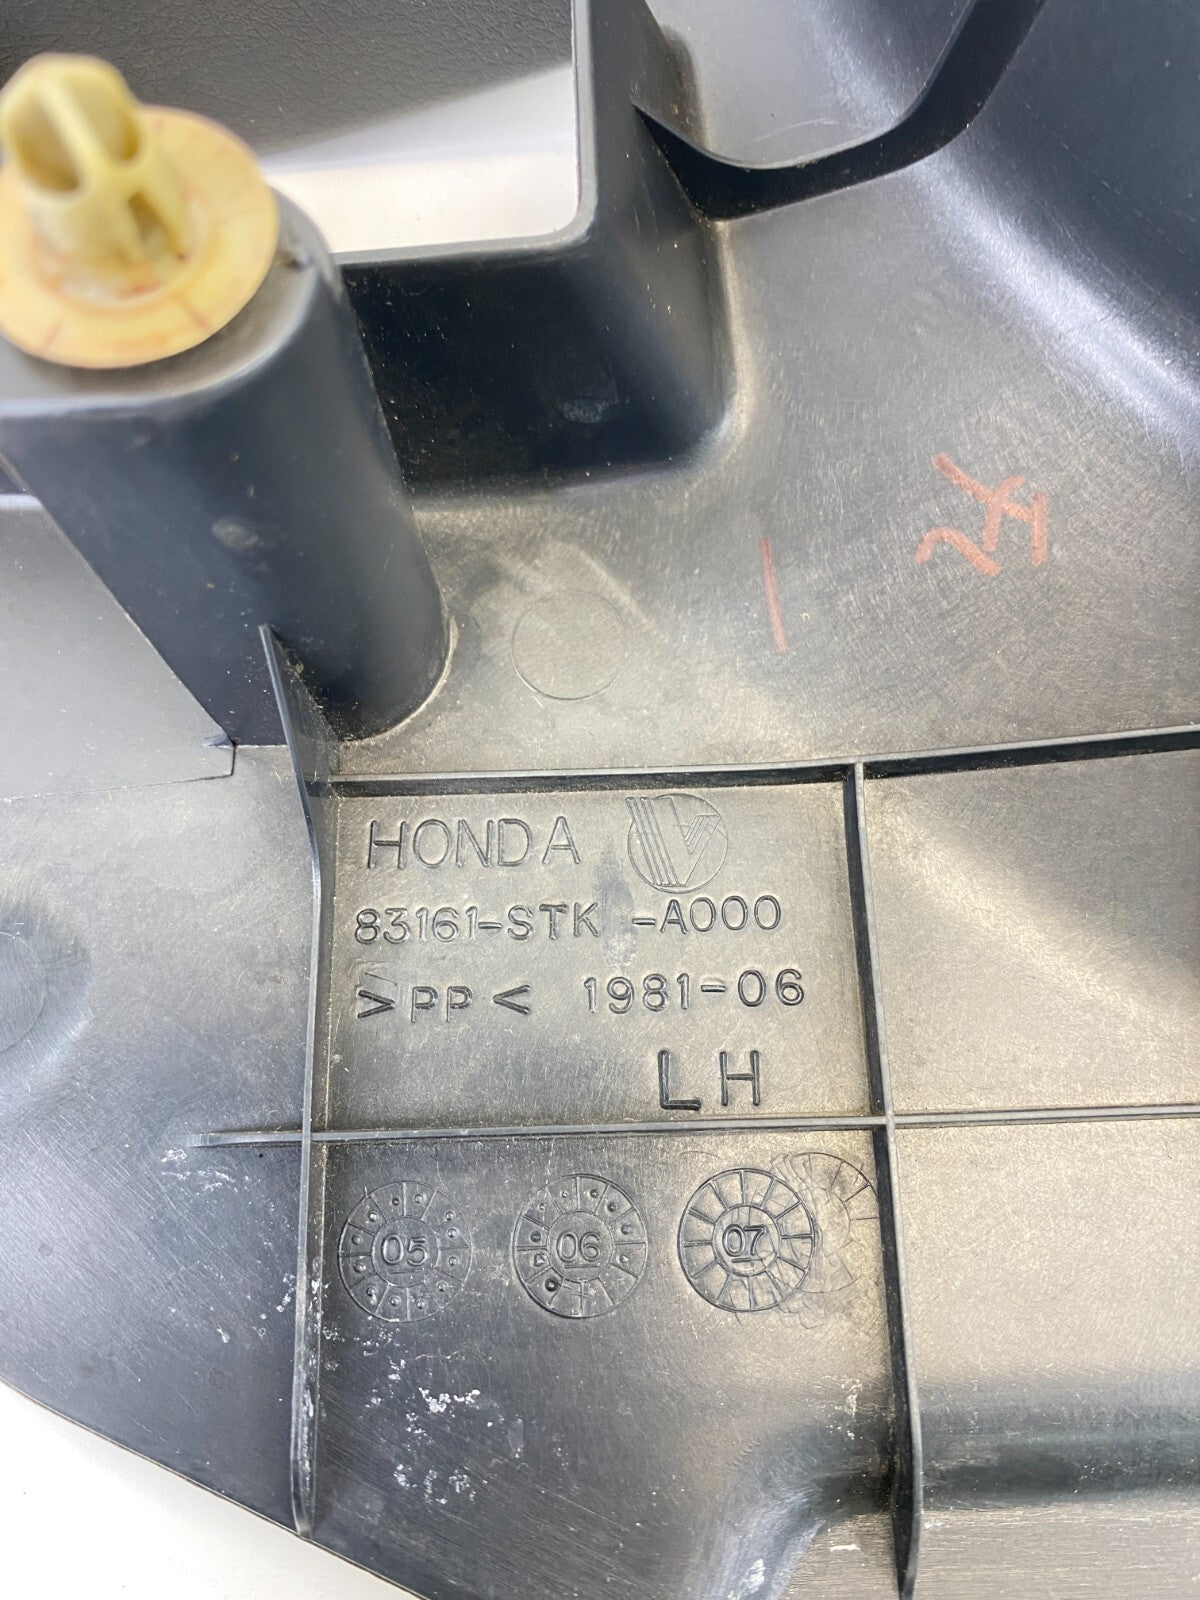 HONDA
83161-STK -A000
>PP< 1981-06
LH
05 06 07